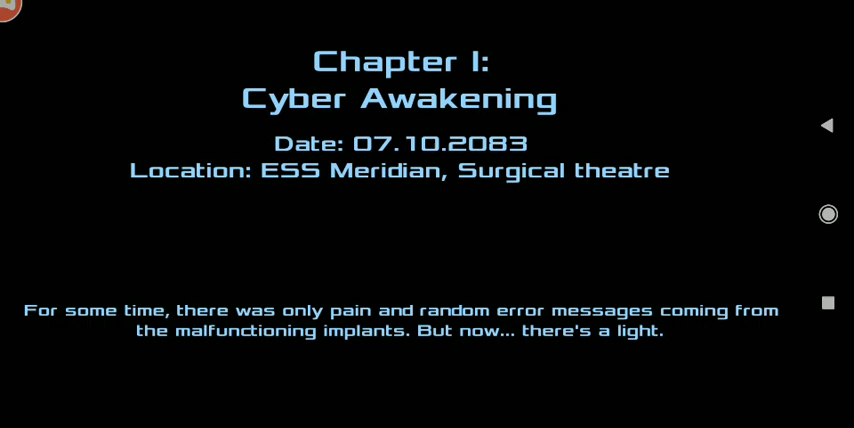 Chapter I:
Cyber Awakening
Date: 07.10.2083
Location: ESS Meridian, Surgical theatre
For some time, there was only pain and random error messages coming from
the malfunctioning implants. But now... there's a light.